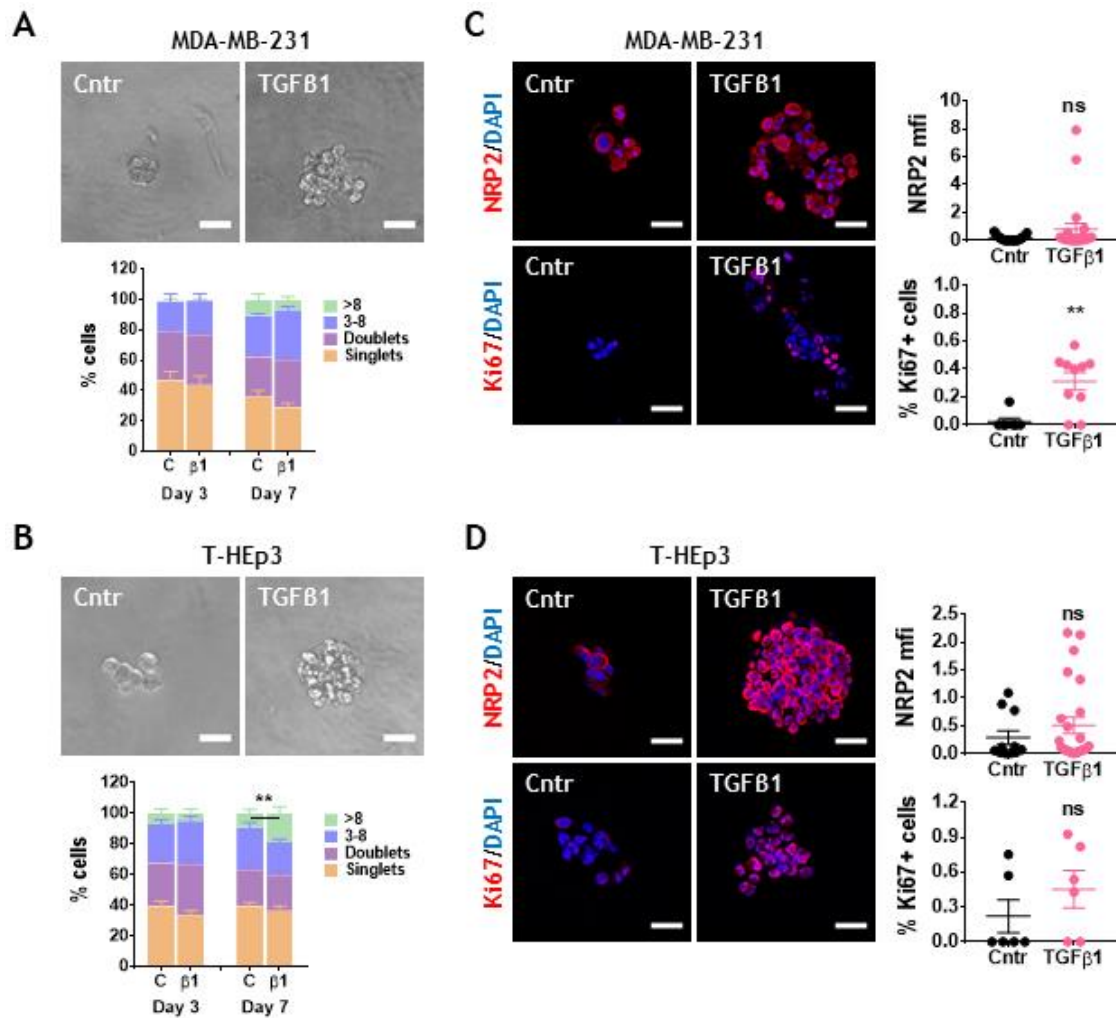 A
MDA-MB-231
Cntr
TGFß1
% cells
120
100
80
60
40
20
0
>8
3-8
Doublets
Singlets
C β1 C β1
Day 3 Day 7
B
T-HEp3
Cntr
TGFß1
% cells
120
100
80
60
40
20
0
**
>8
3-8
Doublets
Singlets
C β1 C β1
Day 3 Day 7
C
MDA-MB-231
NRP2/DAPI
Cntr
TGFß1
Ki67/DAPI
Cntr
TGFß1
NRP2 mfi
10
8
6
4
2
0
ns
Cntr TGFβ1
% Ki67+ cells
1.0
0.8
0.6
0.4
0.2
0.0
**
Cntr TGFβ1
D
T-HEp3
NRP2/DAPI
Cntr
TGFß1
Ki67/DAPI
Cntr
TGFß1
NRP2 mfi
2.5
2.0
1.5
1.0
0.5
0.0
ns
Cntr TGFβ1
% Ki67+ cells
1.2
0.9
0.6
0.3
0.0
ns
Cntr TGFβ1